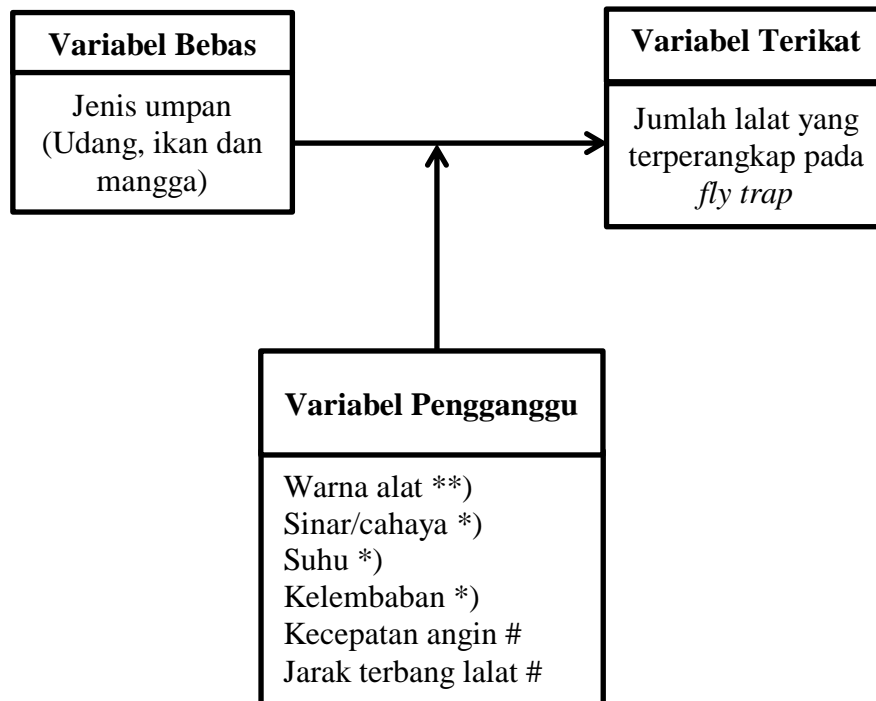 Variabel Bebas
Jenis umpan
(Udang, ikan dan
mangga)
Variabel Terikat
Jumlah lalat yang
terperangkap pada
fly trap
Variabel Pengganggu
Warna alat **)
Sinar/cahaya *)
Suhu *)
Kelembaban *)
Kecepatan angin #
Jarak terbang lalat #